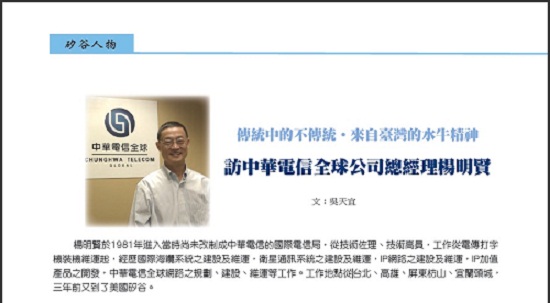 矽谷人物
中華電信全球
CHUNGHWA TELECOM
GLOBAL
傳統中的不傳統‧來自臺灣的水牛精神
訪中華電信全球公司總經理楊明賢
文：吳天宜
楊明賢於1981年進入當時尚未改制成中華電信的國際電信局，從技術佐理、技術高員，工作從電傳打字
機裝機維運起，經歷國際海纜系統之建設及維運，衛星通訊系統之建設及維運，IP網路之建設及維運，IP加值
產品之開發，中華電信全球網路之規劃、建設、維運等工作。工作地點從台北、高雄、屏東枋山、宜蘭頭城，
三年前又到了美國矽谷。